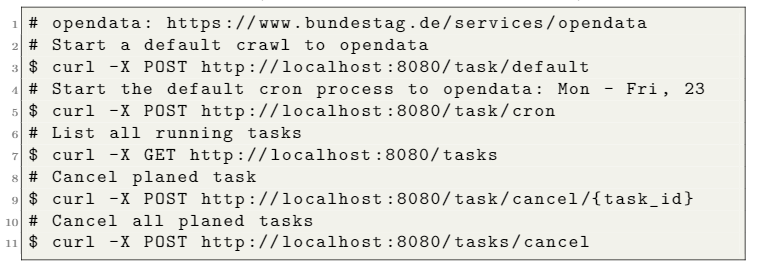 1 # opendata: https://www.bundestag.de/services/opendata
2 # Start a default crawl to opendata
3 $ curl -X POST http://localhost:8080/task/default
4 # Start the default cron process to opendata: Mon - Fri, 23
5 $ curl -X POST http://localhost:8080/task/cron
6 # List all running tasks
7 $ curl -X GET http://localhost:8080/tasks
8 # Cancel planed task
9 $ curl -X POST http://localhost:8080/task/cancel/{task_id}
10 # Cancel all planed tasks
11 $ curl -X POST http://localhost:8080/tasks/cancel